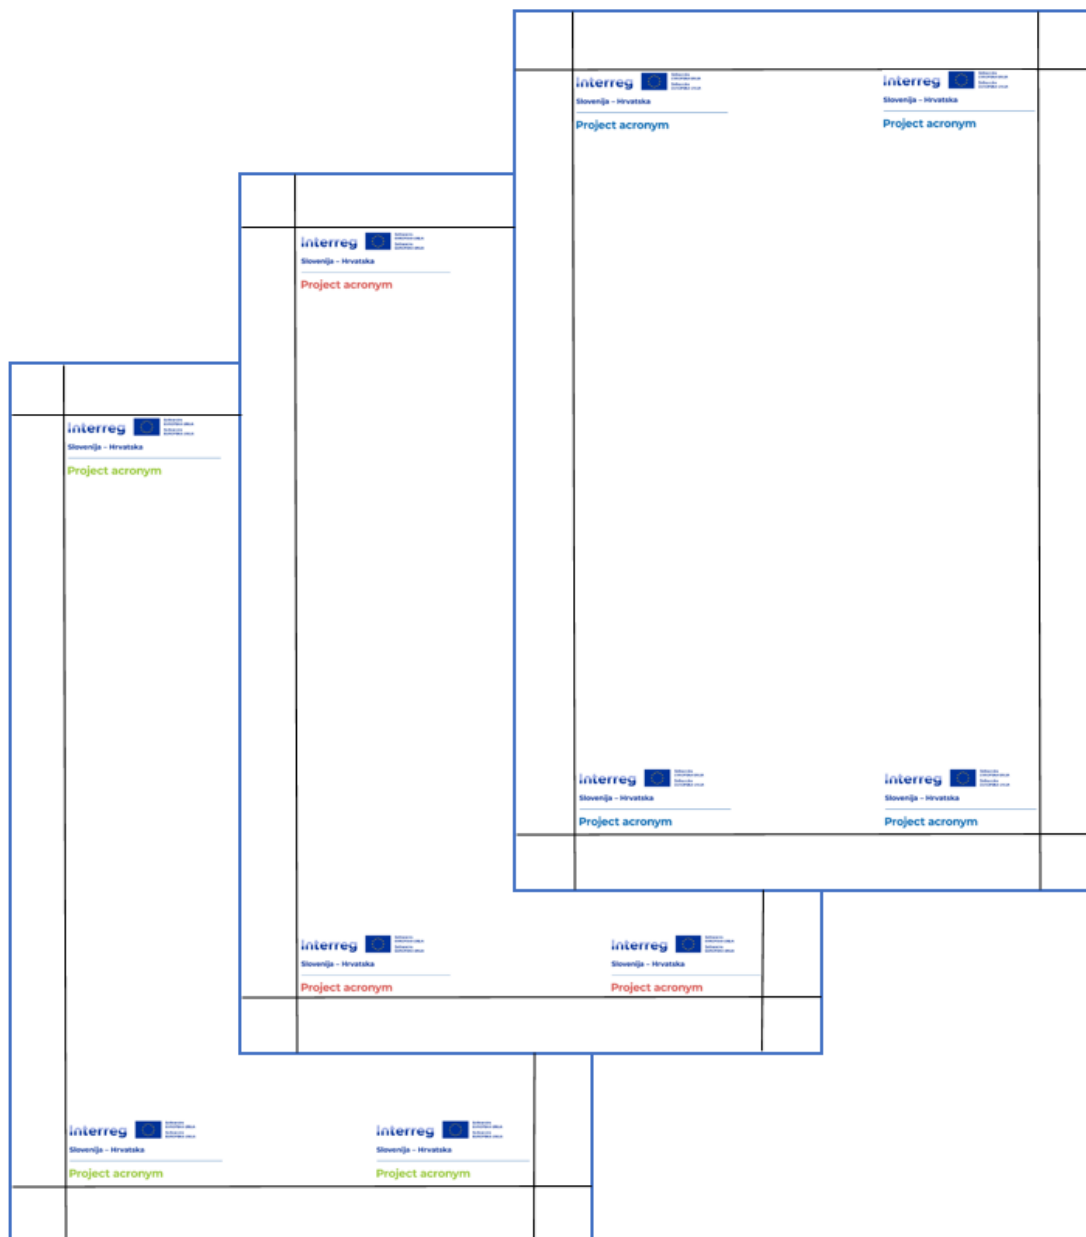 Interreg
Slovenija – Hrvatska
Project acronym
Interreg
Slovenija – Hrvatska
Project acronym
Interreg
Slovenija – Hrvatska
Project acronym
Interreg
Slovenija – Hrvatska
Project acronym
Interreg
Slovenija – Hrvatska
Project acronym
Interreg
Slovenija – Hrvatska
Project acronym
Interreg
Slovenija – Hrvatska
Project acronym
Interreg
Slovenija – Hrvatska
Project acronym
Interreg
Slovenija – Hrvatska
Project acronym
Interreg
Slovenija – Hrvatska
Project acronym